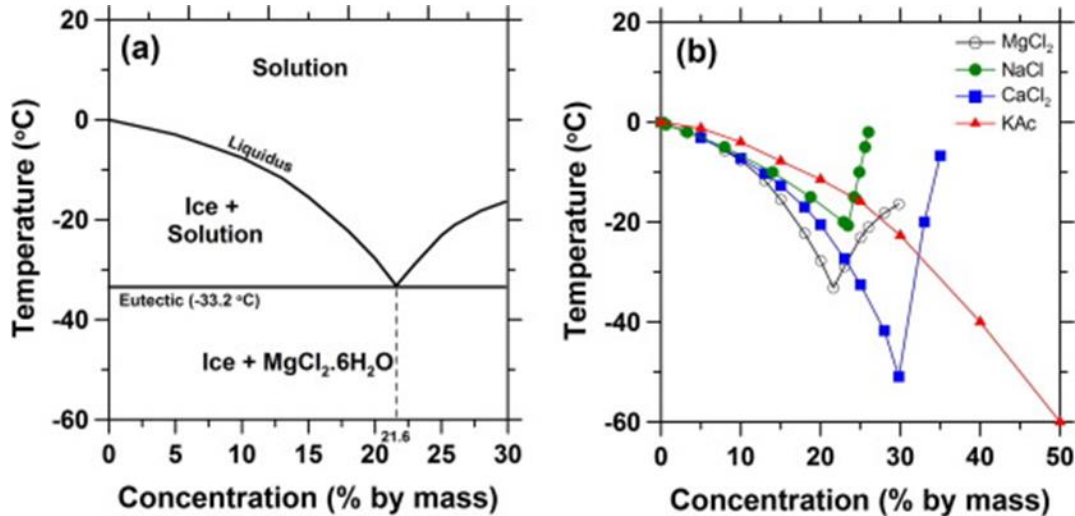 (a)
20
0
-20
-40
-60
Temperature (°C)
Solution
Liquidus
Ice +
Solution
Eutectic (-33.2 °C)
Ice + MgCl₂.6H₂O
0 5 10 15 20 25 30
21.6
Concentration (% by mass)
(b)
20
0
-20
-40
-60
Temperature (°C)
MgCl₂
NaCl
CaCl₂
KAc
0 10 20 30 40 50
Concentration (% by mass)